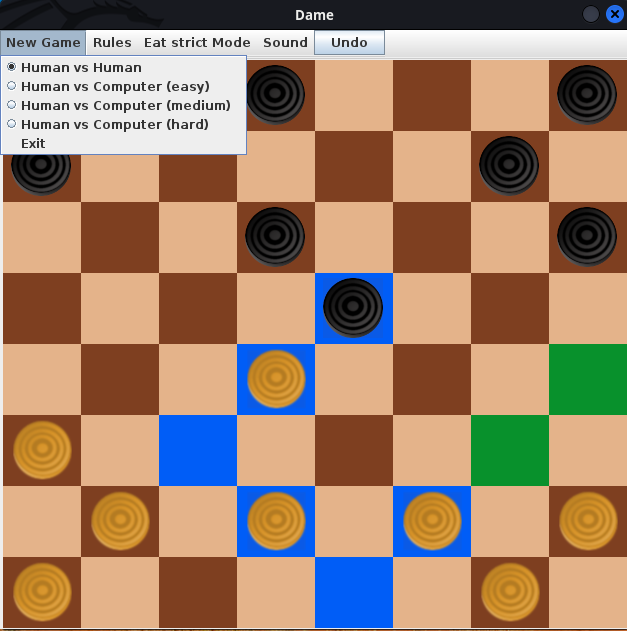 Dame
New Game Rules Eat strict Mode Sound Undo
Human vs Human
Human vs Computer (easy)
Human vs Computer (medium)
Human vs Computer (hard)
Exit